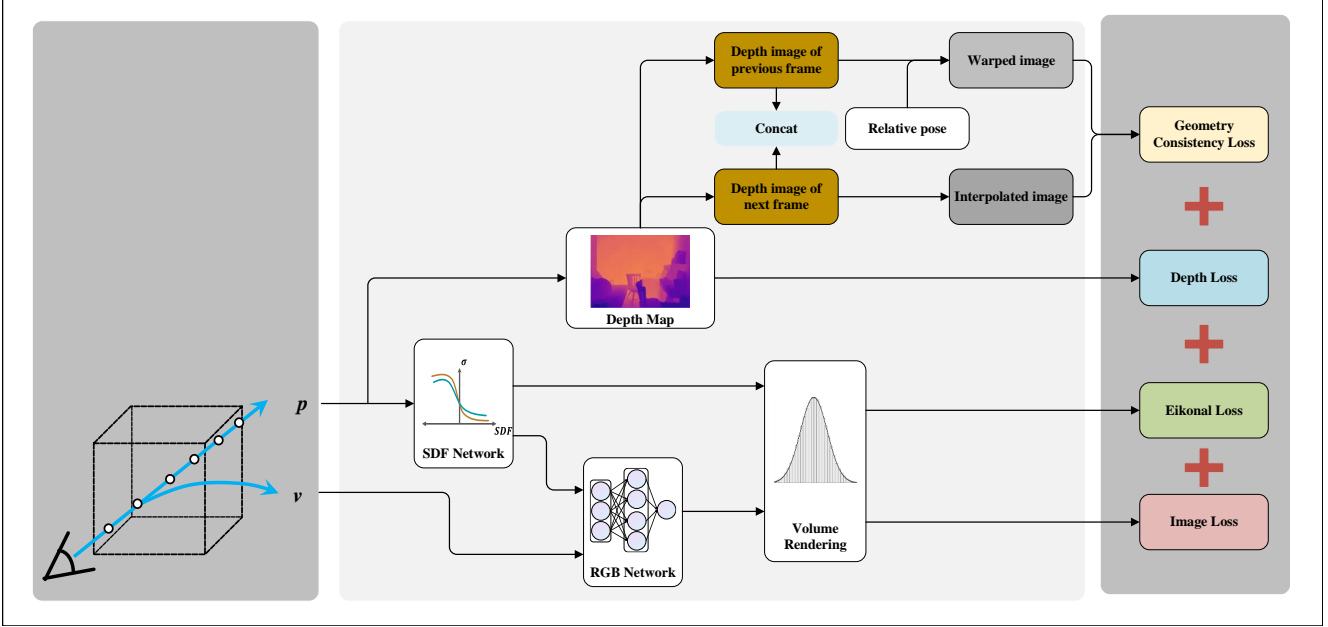 Depth image of
previous frame
Warped image
Concat
Relative pose
Geometry
Consistency Loss
Depth image of
next frame
Interpolated image
Depth Map
Depth Loss
p
σ
SDF
SDF Network
Eikonal Loss
v
RGB Network
Volume
Rendering
Image Loss